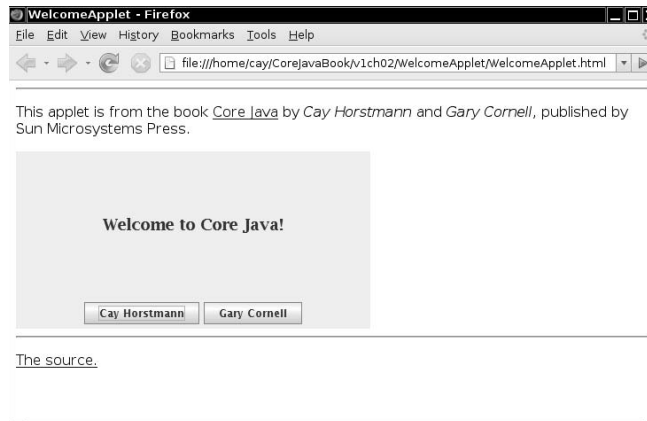 WelcomeApplet - Firefox
File Edit View History Bookmarks Tools Help
file:///home/cay/CoreJavaBook/v1ch02/WelcomeApplet/WelcomeApplet.html
This applet is from the book Core Java by Cay Horstmann and Gary Cornell, published by
Sun Microsystems Press.
Welcome to Core Java!
Cay Horstmann Gary Cornell
The source.